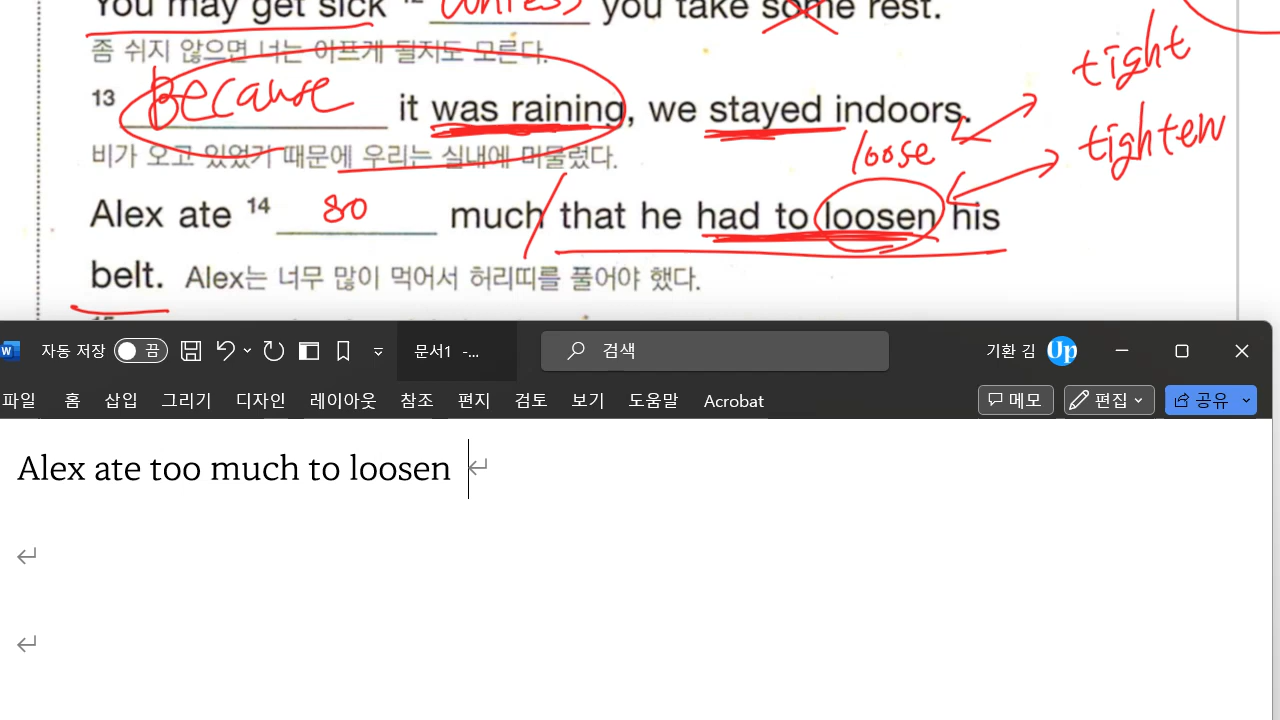 You may get sick 12 unless you take some rest.
좀 쉬지 않으면 너는 아프게 될지도 모른다.
tight
13 Because it was raining, we stayed indoors.
tighten
비가 오고 있었기 때문에 우리는 실내에 머물렀다.
loose
Alex ate 14 so much that he had to loosen his
belt. Alex는 너무 많이 먹어서 허리띠를 풀어야 했다.
자동 저장 끔 문서1 -... 검색 기환 김 Up
파일 홈 삽입 그리기 디자인 레이아웃 참조 편지 검토 보기 도움말 Acrobat 메모 편집 공유
Alex ate too much to loosen